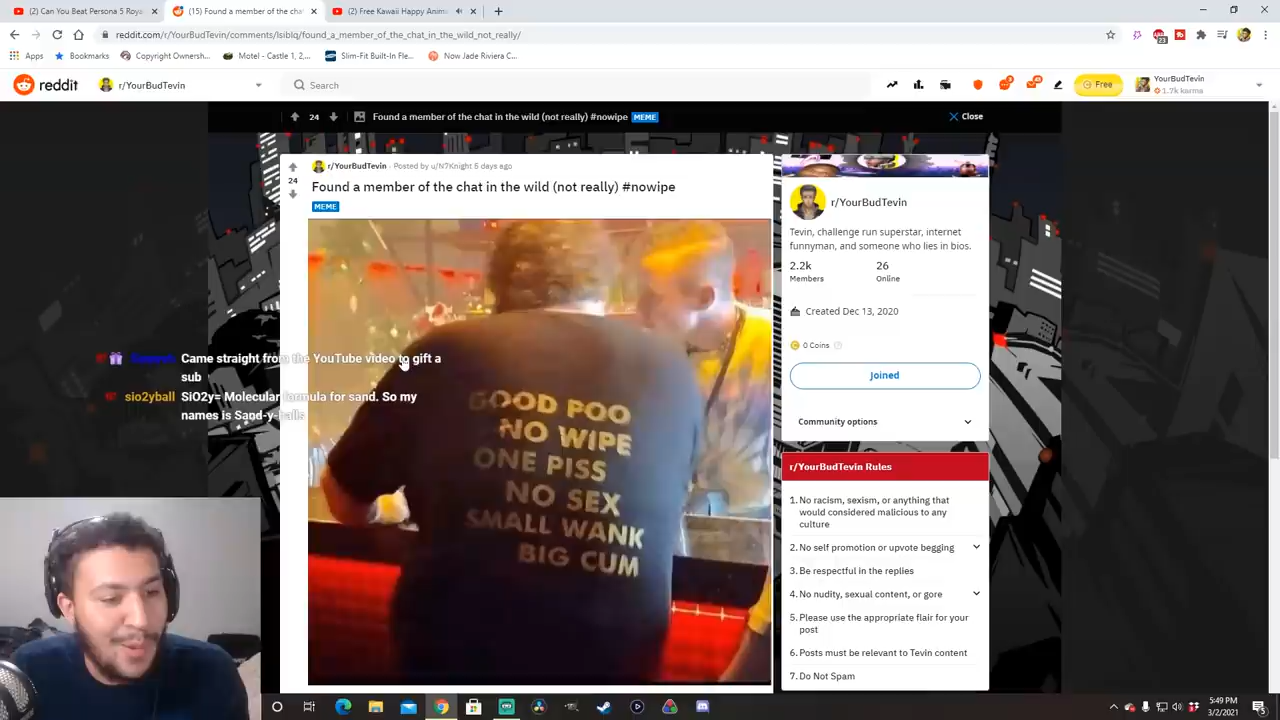 (2) Can You Beat Persona 5 Roya
(15) Found a member of the chat in
(2) Free Kawaii Happy Anim
reddit.com/r/YourBudTevin/comments/lsiblq/found_a_member_of_the_chat_in_the_wild_not_really/
23
Apps
YouTube
Maps
Copyright Ownersh...
Motel - Castle 1, 2,...
Slim-Fit Built-In Fle...
Now Jade Riviera C...
reddit
r/YourBudTevin
Search
Free
YourBudTevin
1.7k karma
24
Found a member of the chat in the wild (not really) #nowipe
MEME
Close
r/YourBudTevin · Posted by u/N7Knight 5 days ago
24
Found a member of the chat in the wild (not really) #nowipe
MEME
GOOD POO
NO WIPE
ONE PISS
NO SEX
SMALL WANK
BIG CUM
Came straight from the YouTube video to gift a
sub
sio2yball SiO2y= Molecular formula for sand. So my
names is Sand-y-balls
r/YourBudTevin
Tevin, challenge run superstar, internet
funnyman, and someone who lies in bios.
2.2k
26
Members
Online
Created Dec 13, 2020
0 Coins
Joined
Community options
r/YourBudTevin Rules
1. No racism, sexism, or anything that
would considered malicious to any
culture
2. No self promotion or upvote begging
3. Be respectful in the replies
4. No nudity, sexual content, or gore
5. Please use the appropriate flair for your
post
6. Posts must be relevant to Tevin content
7. Do Not Spam
5:49 PM
3/2/2021